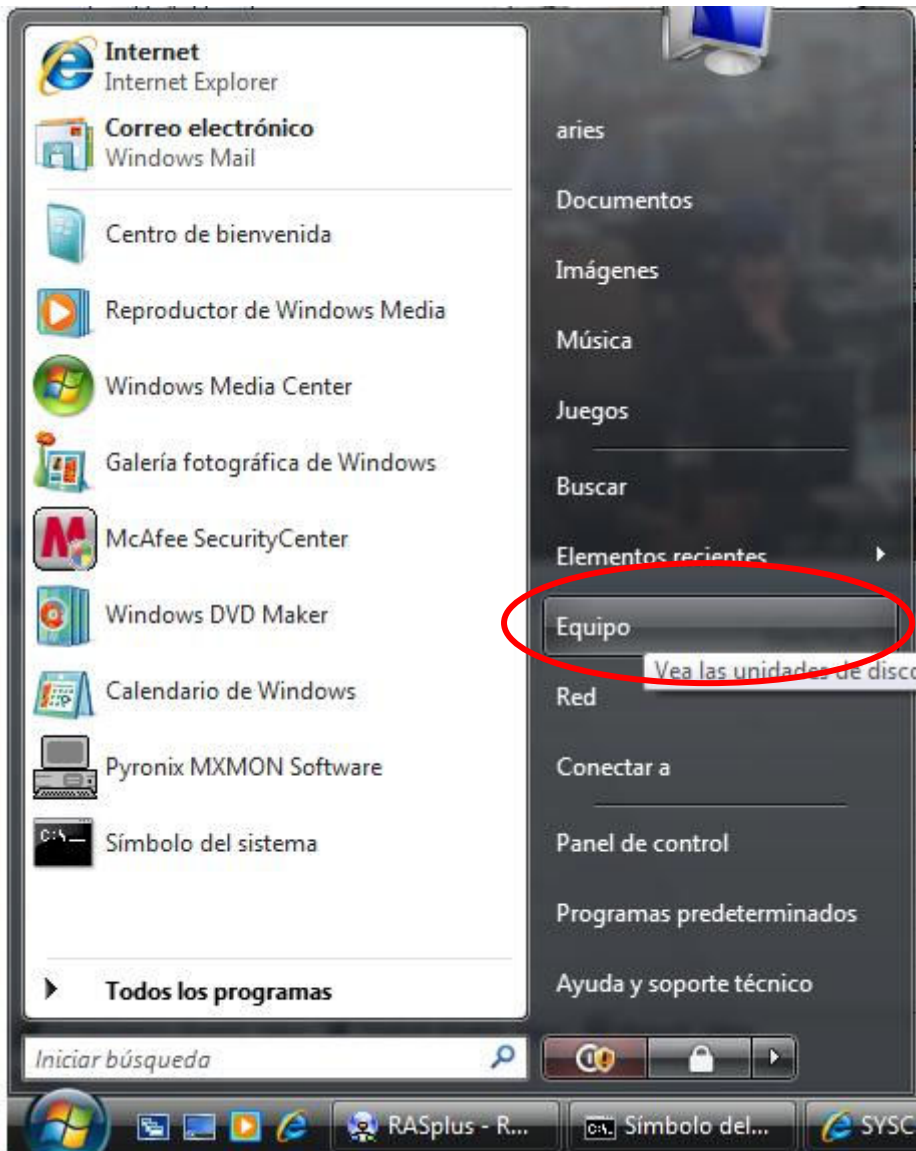 Internet
Internet Explorer
Correo electrónico
Windows Mail
Centro de bienvenida
Reproductor de Windows Media
Windows Media Center
Galería fotográfica de Windows
McAfee SecurityCenter
Windows DVD Maker
Calendario de Windows
Pyronix MXMON Software
Símbolo del sistema
Todos los programas
Iniciar búsqueda
aries
Documentos
Imágenes
Música
Juegos
Buscar
Elementos recientes
Equipo
Vea las unidades de disco
Red
Conectar a
Panel de control
Programas predeterminados
Ayuda y soporte técnico
RASplus - R...
Símbolo del...
SYSC